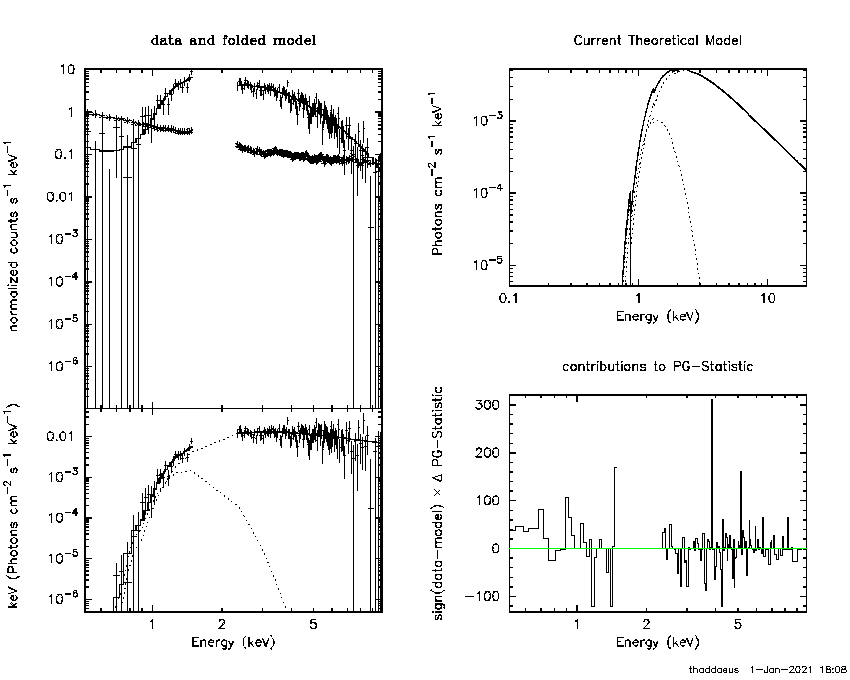 data and folded model
normalized counts s⁻¹ keV⁻¹
10
1
0.1
0.01
10⁻³
10⁻⁴
10⁻⁵
10⁻⁶
keV (Photons cm⁻² s⁻¹ keV⁻¹)
0.01
10⁻³
10⁻⁴
10⁻⁵
10⁻⁶
1 2 5
Energy (keV)
Current Theoretical Model
Photons cm⁻² s⁻¹ keV⁻¹
10⁻³
10⁻⁴
10⁻⁵
0.1 1 10
Energy (keV)
contributions to PG-Statistic
sign(data-model) × Δ PG-Statistic
300
200
100
0
-100
1 2 5
Energy (keV)
thaddaeus 1-Jan-2021 18:08